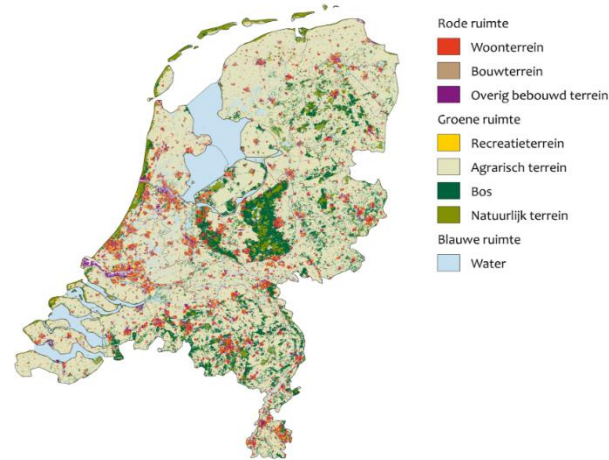 Rode ruimte
Woonterrein
Bouwterrein
Overig bebouwd terrein
Groene ruimte
Recreatieterrein
Agrarisch terrein
Bos
Natuurlijk terrein
Blauwe ruimte
Water